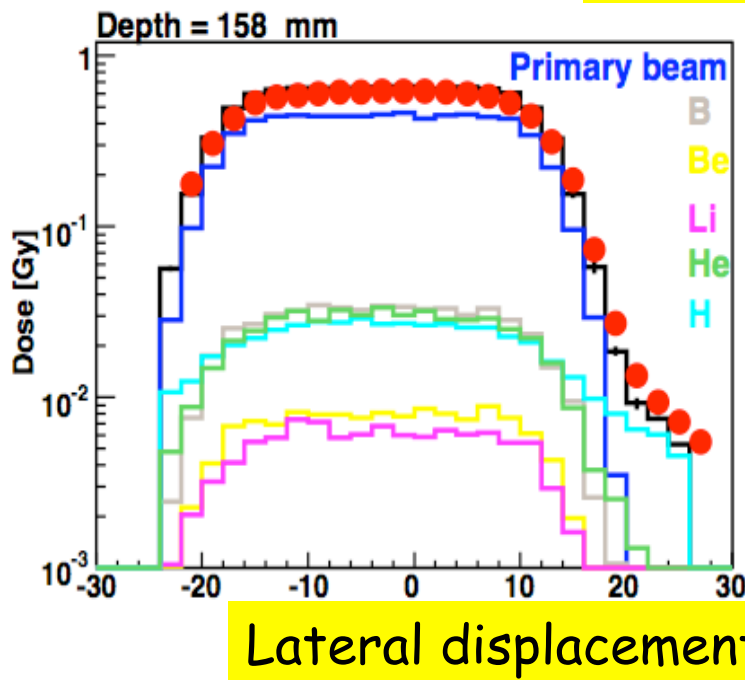 Depth = 158 mm
Primary beam
B
Be
Li
He
H
Dose [Gy]
1
10-1
10-2
10-3
-30 -20 -10 0 10 20 30
Lateral displacement